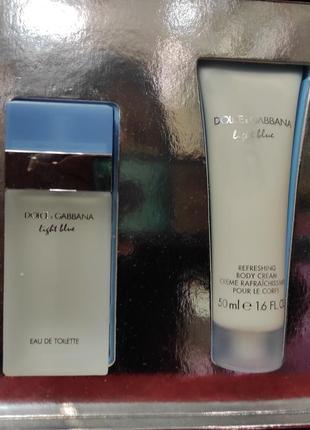 DOLCE&GABBANA
light blue
EAU DE TOILETTE
DOLCE&GABBANA
light blue
REFRESHING
BODY CREAM
CRÈME RAFRAÎCHISSANTE
POUR LE CORPS
50 ml ℮ 1.6 FL OZ